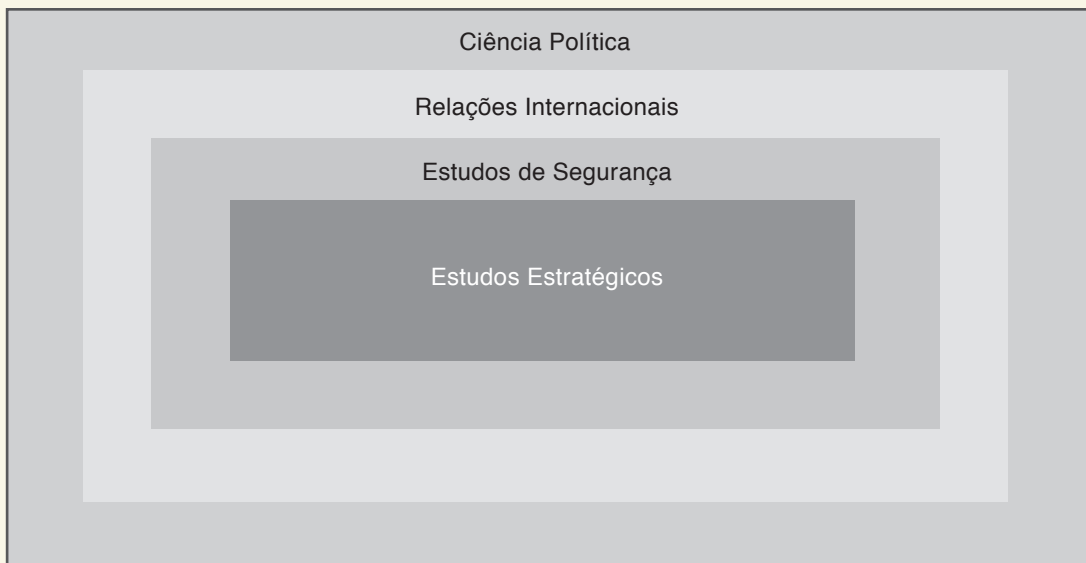 Ciência Política
Relações Internacionais
Estudos de Segurança
Estudos Estratégicos